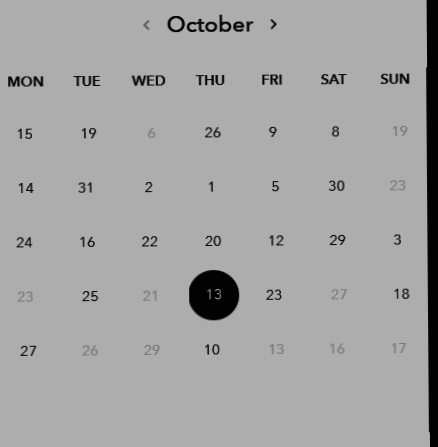 ‹ October ›
MON TUE WED THU FRI SAT SUN
15 19 6 26 9 8 19
14 31 2 1 5 30 23
24 16 22 20 12 29 3
23 25 21 13 23 27 18
27 26 29 10 13 16 17